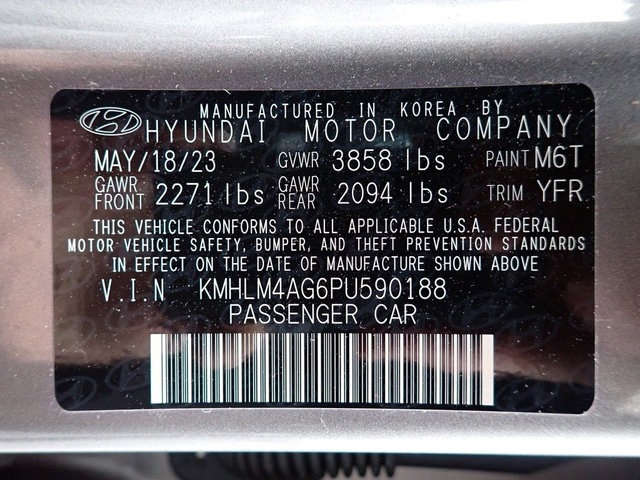 MANUFACTURED IN KOREA BY
HYUNDAI MOTOR COMPANY
MAY/18/23 GVWR 3858 lbs PAINT M6T
GAWR FRONT 2271 lbs GAWR REAR 2094 lbs TRIM YFR
THIS VEHICLE CONFORMS TO ALL APPLICABLE U.S.A. FEDERAL
MOTOR VEHICLE SAFETY, BUMPER, AND THEFT PREVENTION STANDARDS
IN EFFECT ON THE DATE OF MANUFACTURE SHOWN ABOVE
V.I.N KMHLM4AG6PU590188
PASSENGER CAR